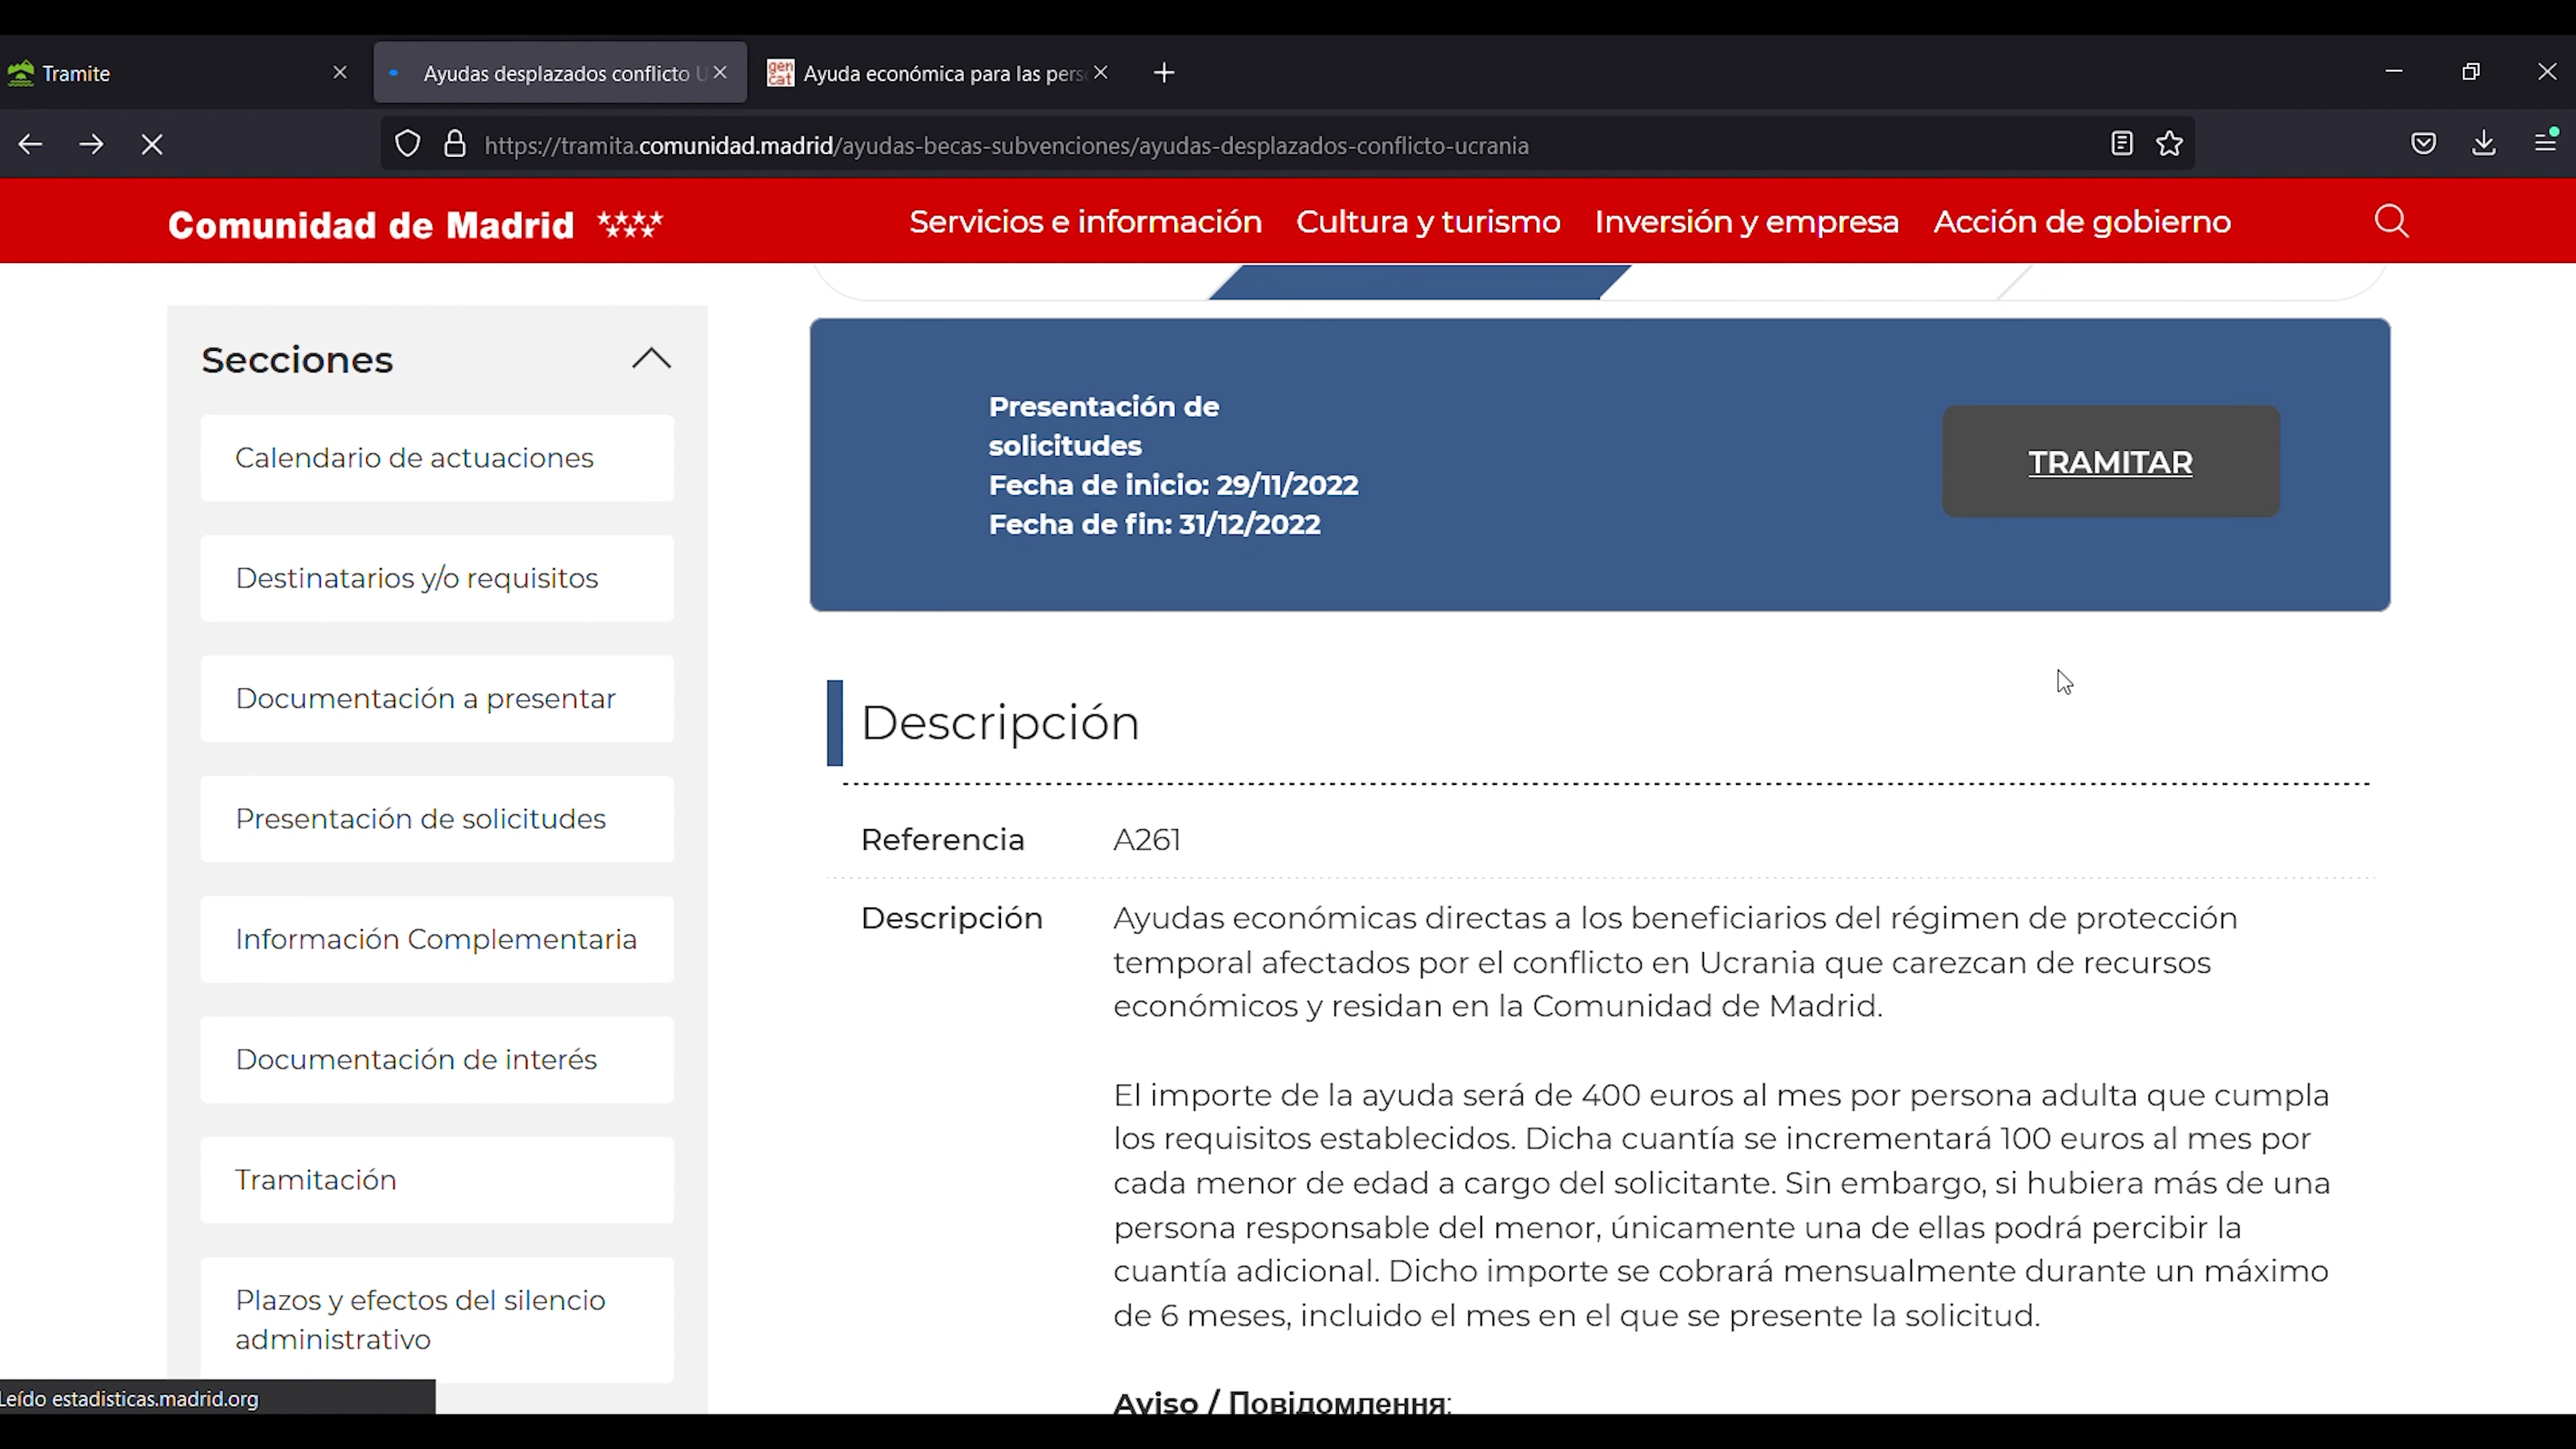 Tramite
Ayudas desplazados conflicto U
Ayuda económica para las pers
https://tramita.comunidad.madrid/ayudas-becas-subvenciones/ayudas-desplazados-conflicto-ucrania
Comunidad de Madrid
Servicios e información
Cultura y turismo
Inversión y empresa
Acción de gobierno
Secciones
Calendario de actuaciones
Destinatarios y/o requisitos
Documentación a presentar
Presentación de solicitudes
Información Complementaria
Documentación de interés
Tramitación
Plazos y efectos del silencio
administrativo
Presentación de
solicitudes
Fecha de inicio: 29/11/2022
Fecha de fin: 31/12/2022
TRAMITAR
Descripción
Referencia A261
Descripción Ayudas económicas directas a los beneficiarios del régimen de protección
temporal afectados por el conflicto en Ucrania que carezcan de recursos
económicos y residan en la Comunidad de Madrid.
El importe de la ayuda será de 400 euros al mes por persona adulta que cumpla
los requisitos establecidos. Dicha cuantía se incrementará 100 euros al mes por
cada menor de edad a cargo del solicitante. Sin embargo, si hubiera más de una
persona responsable del menor, únicamente una de ellas podrá percibir la
cuantía adicional. Dicho importe se cobrará mensualmente durante un máximo
de 6 meses, incluido el mes en el que se presente la solicitud.
Aviso / Повідомлення:
Leído estadisticas.madrid.org
gen
cat